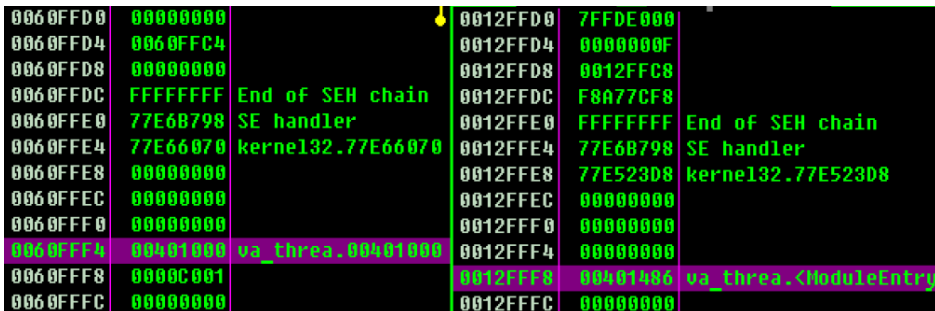 0060FFD0 00000000
0060FFD4 0060FFC4
0060FFD8 00000000
0060FFDC FFFFFFFF End of SEH chain
0060FFE0 77E6B798 SE handler
0060FFE4 77E66070 kernel32.77E66070
0060FFE8 00000000
0060FFEC 00000000
0060FFF0 00000000
0060FFF4 00401000 va_threa.00401000
0060FFF8 0000C001
0060FFFC 00000000
0012FFD0 7FFDE000
0012FFD4 0000000F
0012FFD8 0012FFC8
0012FFDC F8A77CF8
0012FFE0 FFFFFFFF End of SEH chain
0012FFE4 77E6B798 SE handler
0012FFE8 77E523D8 kernel32.77E523D8
0012FFEC 00000000
0012FFF0 00000000
0012FFF4 00000000
0012FFF8 00401486 va_threa.<ModuleEntry
0012FFFC 00000000